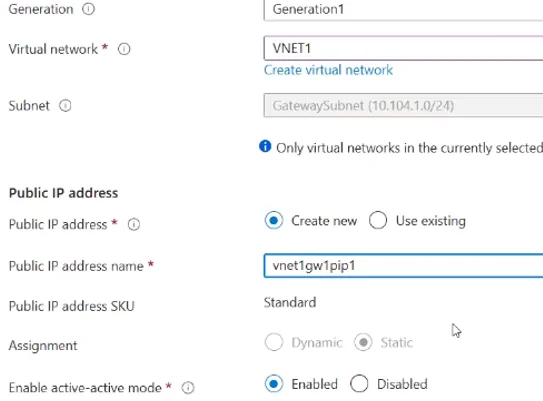 Generation
Generation1
Virtual network *
VNET1
Create virtual network
Subnet
GatewaySubnet (10.104.1.0/24)
Only virtual networks in the currently selected
Public IP address
Public IP address *
Create new
Use existing
Public IP address name *
vnet1gw1pip1
Public IP address SKU
Standard
Assignment
Dynamic
Static
Enable active-active mode *
Enabled
Disabled